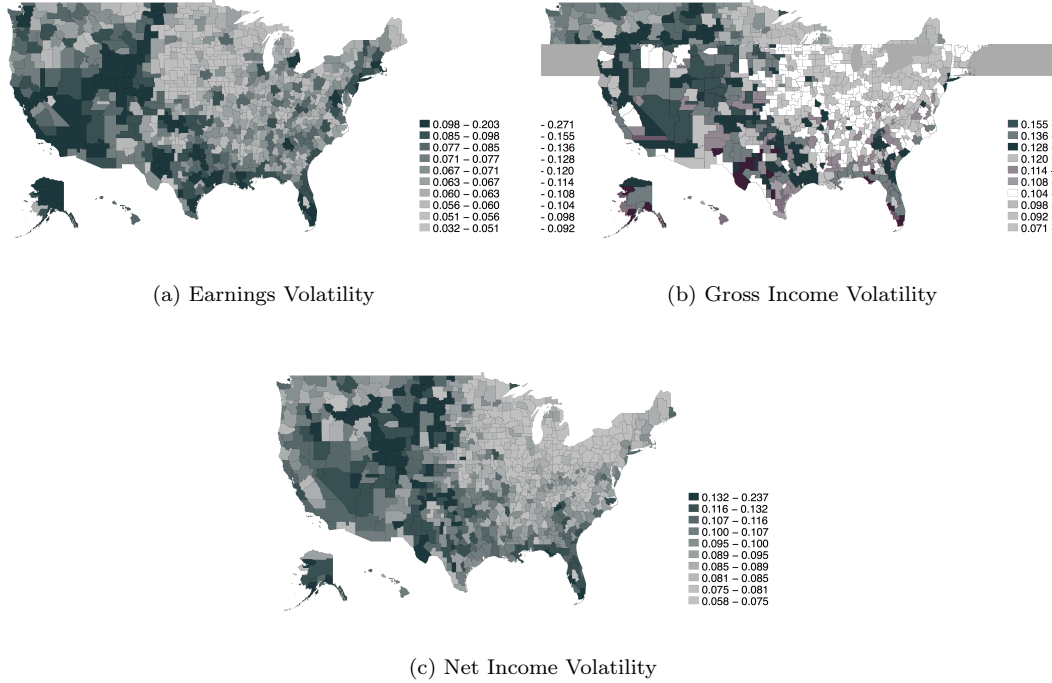 0.098 – 0.203
0.085 – 0.098
0.077 – 0.085
0.071 – 0.077
0.067 – 0.071
0.063 – 0.067
0.060 – 0.063
0.056 – 0.060
0.051 – 0.056
0.032 – 0.051
- 0.271
- 0.155
- 0.136
- 0.128
- 0.120
- 0.114
- 0.108
- 0.104
- 0.098
- 0.092
0.155
0.136
0.128
0.120
0.114 -
0.108
0.104
0.098
0.092
0.071
(a) Earnings Volatility
(b) Gross Income Volatility
0.132 – 0.237
0.116 – 0.132
0.107 – 0.116
0.100 – 0.107
0.095 – 0.100
0.089 – 0.095
0.085 – 0.089
0.081 – 0.085
0.075 – 0.081
0.058 – 0.075
(c) Net Income Volatility